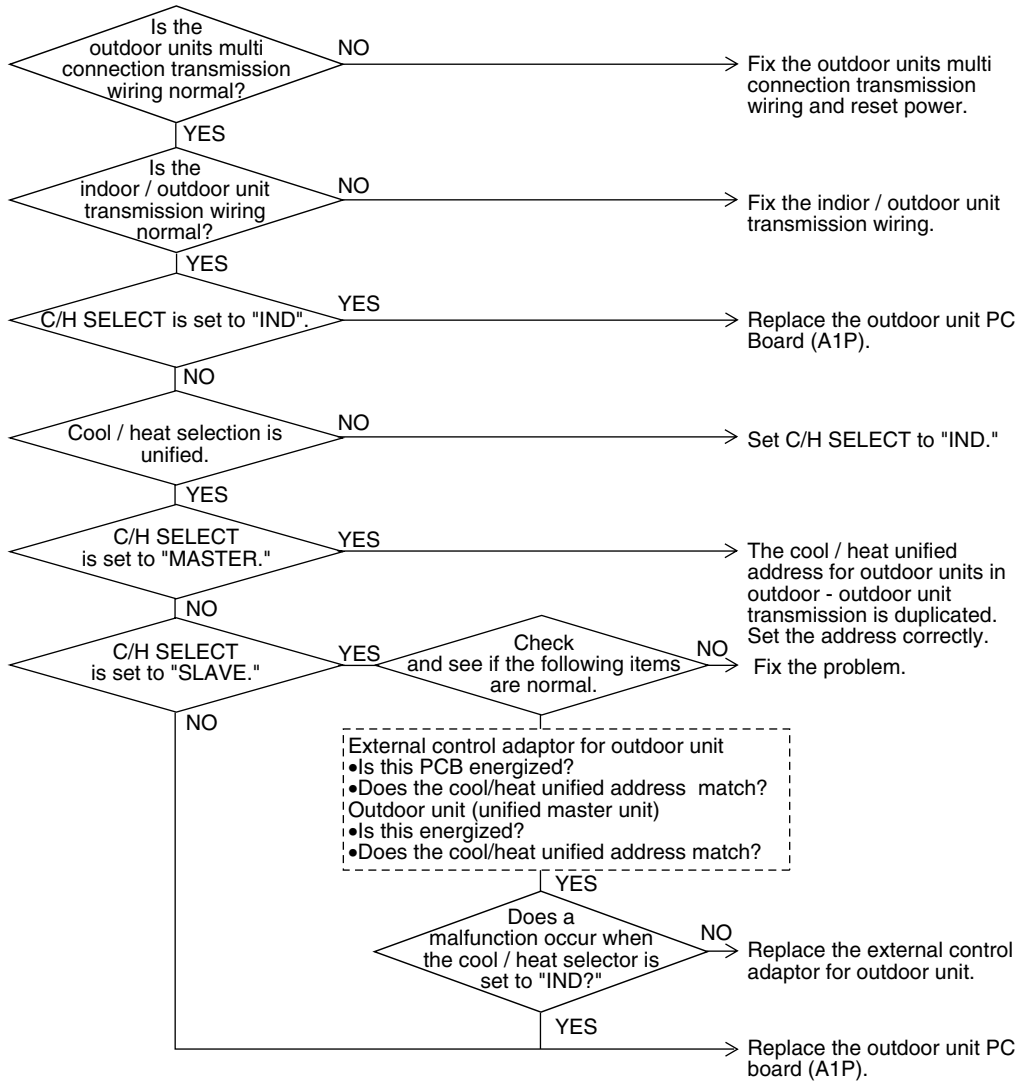 Is the
outdoor units multi
connection transmission
wiring normal?
NO
Fix the outdoor units multi
connection transmission
wiring and reset power.
YES
Is the
indoor / outdoor unit
transmission wiring
normal?
NO
Fix the indior / outdoor unit
transmission wiring.
YES
C/H SELECT is set to "IND".
YES
Replace the outdoor unit PC
Board (A1P).
NO
Cool / heat selection is
unified.
NO
Set C/H SELECT to "IND."
YES
C/H SELECT
is set to "MASTER."
YES
The cool / heat unified
address for outdoor units in
outdoor - outdoor unit
transmission is duplicated.
Set the address correctly.
NO
C/H SELECT
is set to "SLAVE."
YES
Check
and see if the following items
are normal.
NO
Fix the problem.
NO
External control adaptor for outdoor unit
•Is this PCB energized?
•Does the cool/heat unified address match?
Outdoor unit (unified master unit)
•Is this energized?
•Does the cool/heat unified address match?
YES
Does a
malfunction occur when
the cool / heat selector is
set to "IND?"
NO
Replace the external control
adaptor for outdoor unit.
YES
Replace the outdoor unit PC
board (A1P).